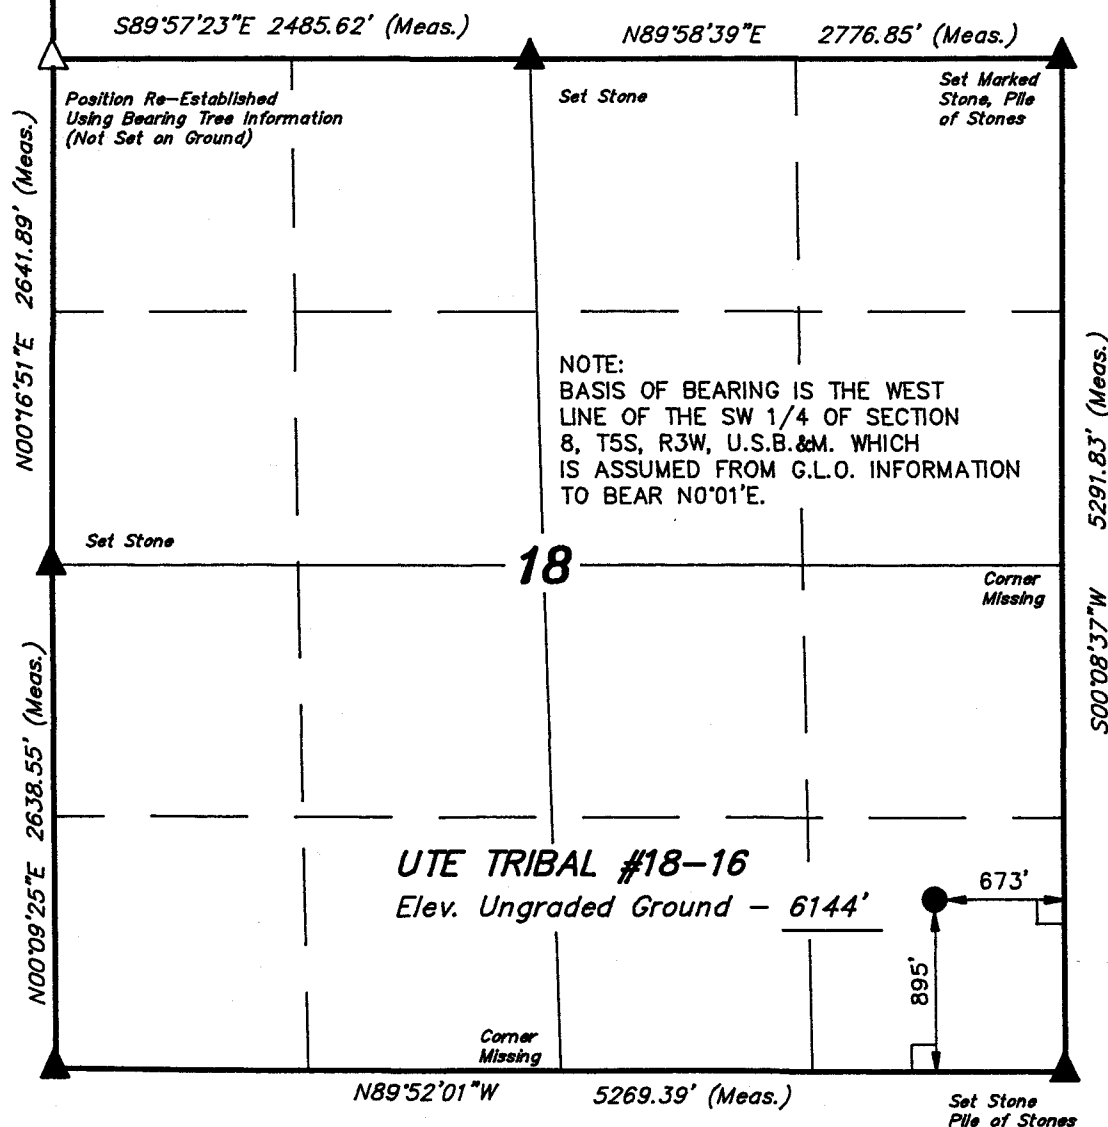 S89°57'23"E 2485.62' (Meas.)
N89°58'39"E 2776.85' (Meas.)
Position Re-Established
Using Bearing Tree Information
(Not Set on Ground)
Set Stone
Set Marked
Stone, Pile
of Stones
N00°16'51"E 2641.89' (Meas.)
NOTE:
BASIS OF BEARING IS THE WEST
LINE OF THE SW 1/4 OF SECTION
8, T5S, R3W, U.S.B.&M. WHICH
IS ASSUMED FROM G.L.O. INFORMATION
TO BEAR N0°01'E.
S00°08'37"W 5291.83' (Meas.)
Set Stone
18
Corner
Missing
N00°09'25"E 2638.55' (Meas.)
UTE TRIBAL #18-16
Elev. Ungraded Ground - 6144'
673'
895'
Corner
Missing
N89°52'01"W 5269.39' (Meas.)
Set Stone
Pile of Stones